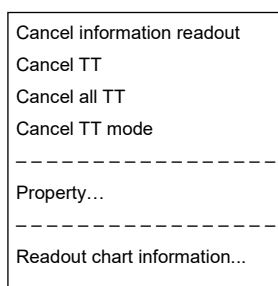 Cancel information readout
Cancel TT
Cancel all TT
Cancel TT mode
Property…
Readout chart information...